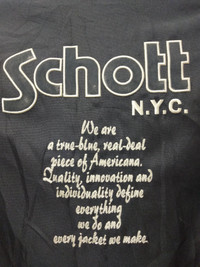 Schott
N.Y.C.
We are
a true-blue, real-deal
piece of Americana.
Quality, innovation and
individuality define
everything
we do and
every jacket we make.